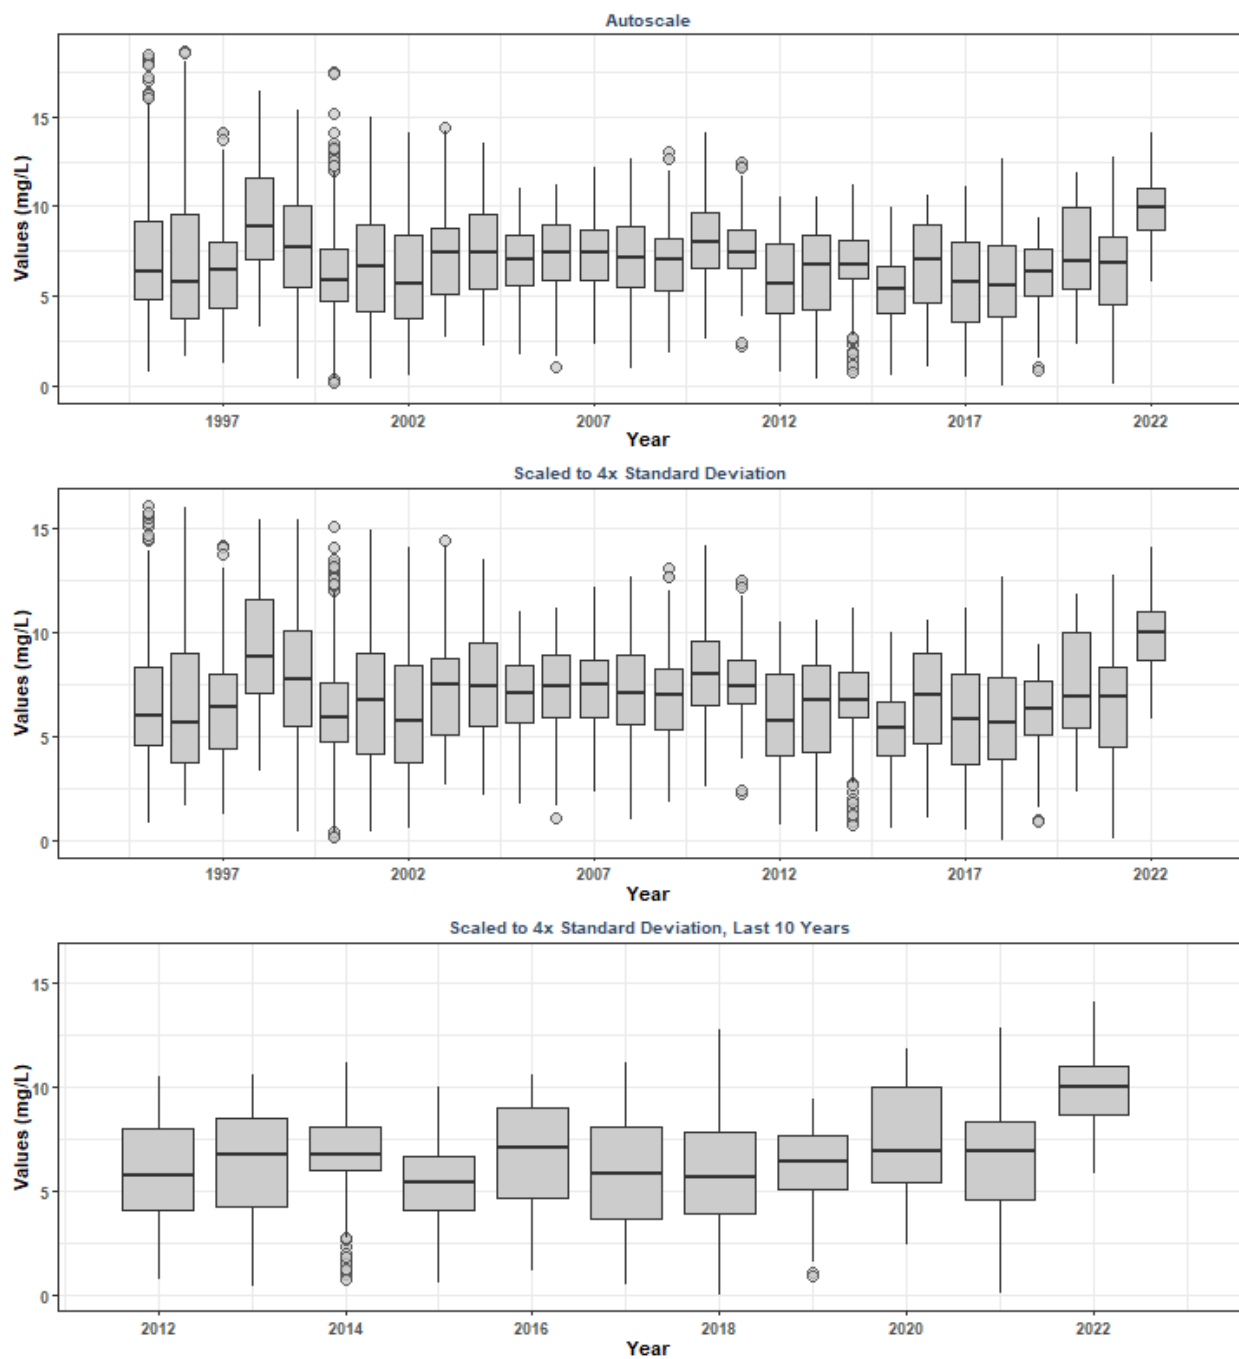 Autoscale
Values (mg/L)
15
10
5
0
1997 2002 2007 2012 2017 2022
Year
Scaled to 4x Standard Deviation
Values (mg/L)
15
10
5
0
1997 2002 2007 2012 2017 2022
Year
Scaled to 4x Standard Deviation, Last 10 Years
Values (mg/L)
15
10
5
0
2012 2014 2016 2018 2020 2022
Year